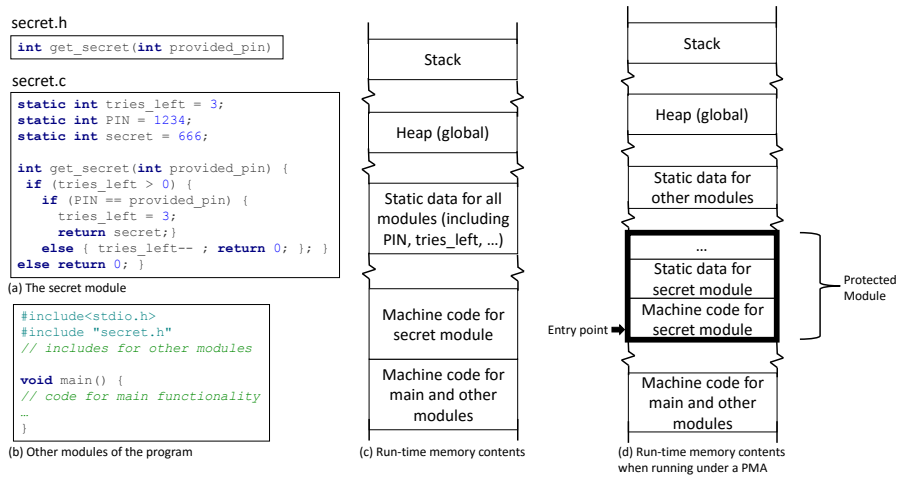 secret.h
int get_secret(int provided_pin)
secret.c
static int tries_left = 3;
static int PIN = 1234;
static int secret = 666;
int get_secret(int provided_pin) {
if (tries_left > 0) {
if (PIN == provided_pin) {
tries_left = 3;
return secret;}
else { tries_left-- ; return 0; }; }
else return 0; }
(a) The secret module
#include<stdio.h>
#include "secret.h"
// includes for other modules
void main() {
// code for main functionality
…
}
(b) Other modules of the program
Stack
Heap (global)
Static data for all
modules (including
PIN, tries_left, …)
Machine code for
secret module
Machine code for
main and other
modules
(c) Run-time memory contents
Stack
Heap (global)
Static data for
other modules
…
Static data for
secret module
Machine code for
secret module
Entry point
Protected
Module
Machine code for
main and other
modules
(d) Run-time memory contents
when running under a PMA